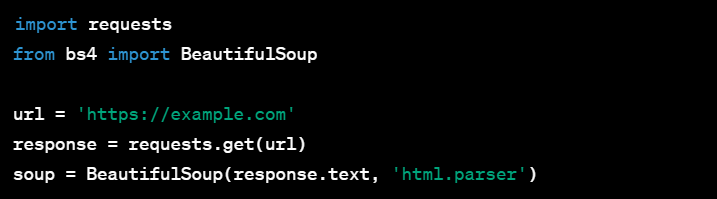 import requests
from bs4 import BeautifulSoup
url = 'https://example.com'
response = requests.get(url)
soup = BeautifulSoup(response.text, 'html.parser')